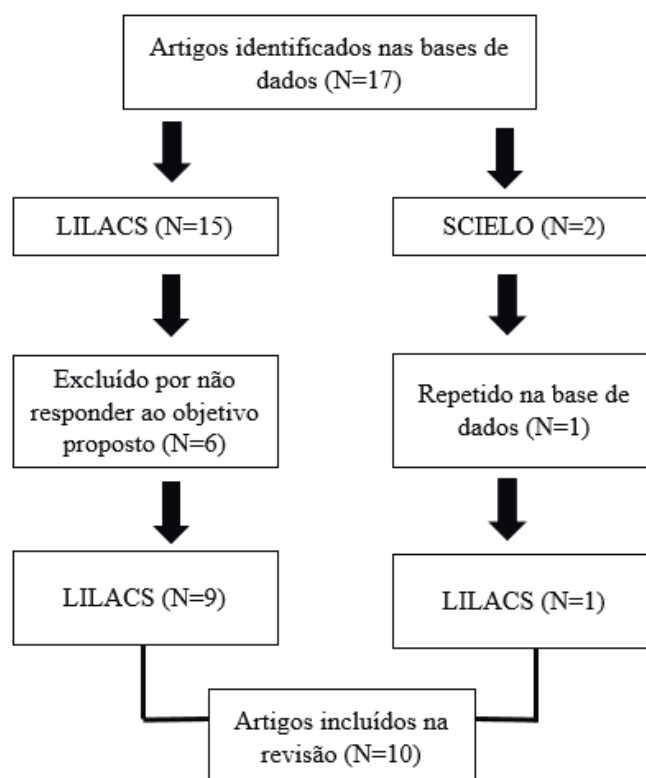 Artigos identificados nas bases de
dados (N=17)
LILACS (N=15)
SCIELO (N=2)
Excluído por não
responder ao objetivo
proposto (N=6)
Repetido na base de
dados (N=1)
LILACS (N=9)
LILACS (N=1)
Artigos incluídos na
revisão (N=10)